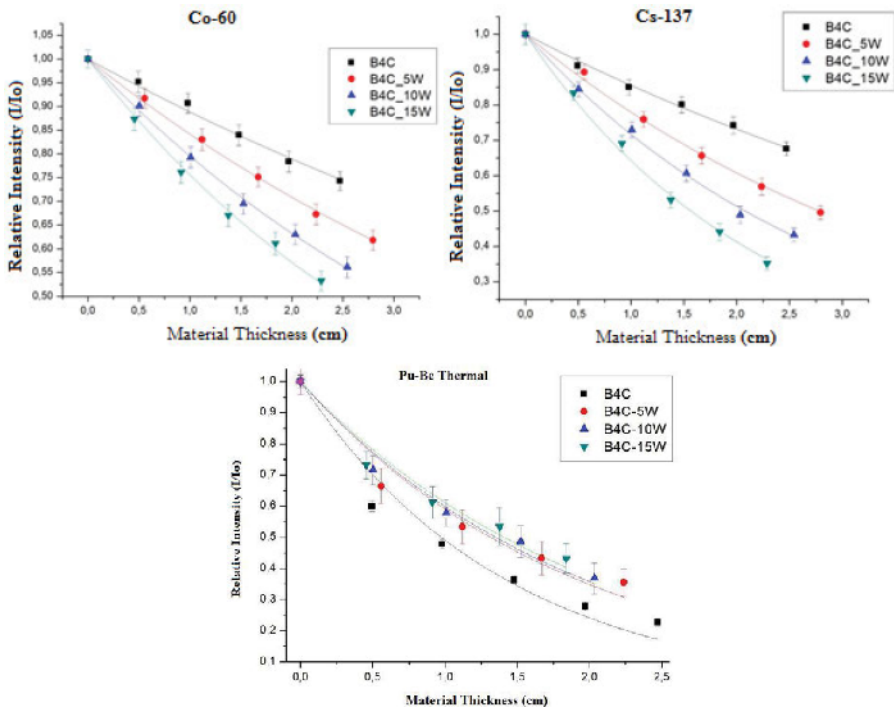 Co-60
Relative Intensity (I/Io)
1,00
0,95
0,90
0,85
0,80
0,75
0,70
0,65
0,60
0,55
0,50
0,0
0,5
1,0
1,5
2,0
2,5
3,0
Material Thickness (cm)
B4C
B4C_5W
B4C_10W
B4C_15W
Cs-137
Relative Intensity (I/Io)
1,0
0,9
0,8
0,7
0,6
0,5
0,4
0,3
0,0
0,5
1,0
1,5
2,0
2,5
3,0
Material Thickness (cm)
B4C
B4C_5W
B4C_10W
B4C_15W
Pu-Be Thermal
Relative Intensity (I/Io)
1.0
0.9
0.8
0.7
0.6
0.5
0.4
0.3
0.2
0.1
0,0
0,5
1,0
1,5
2,0
2,5
Material Thickness (cm)
B4C
B4C-5W
B4C-10W
B4C-15W